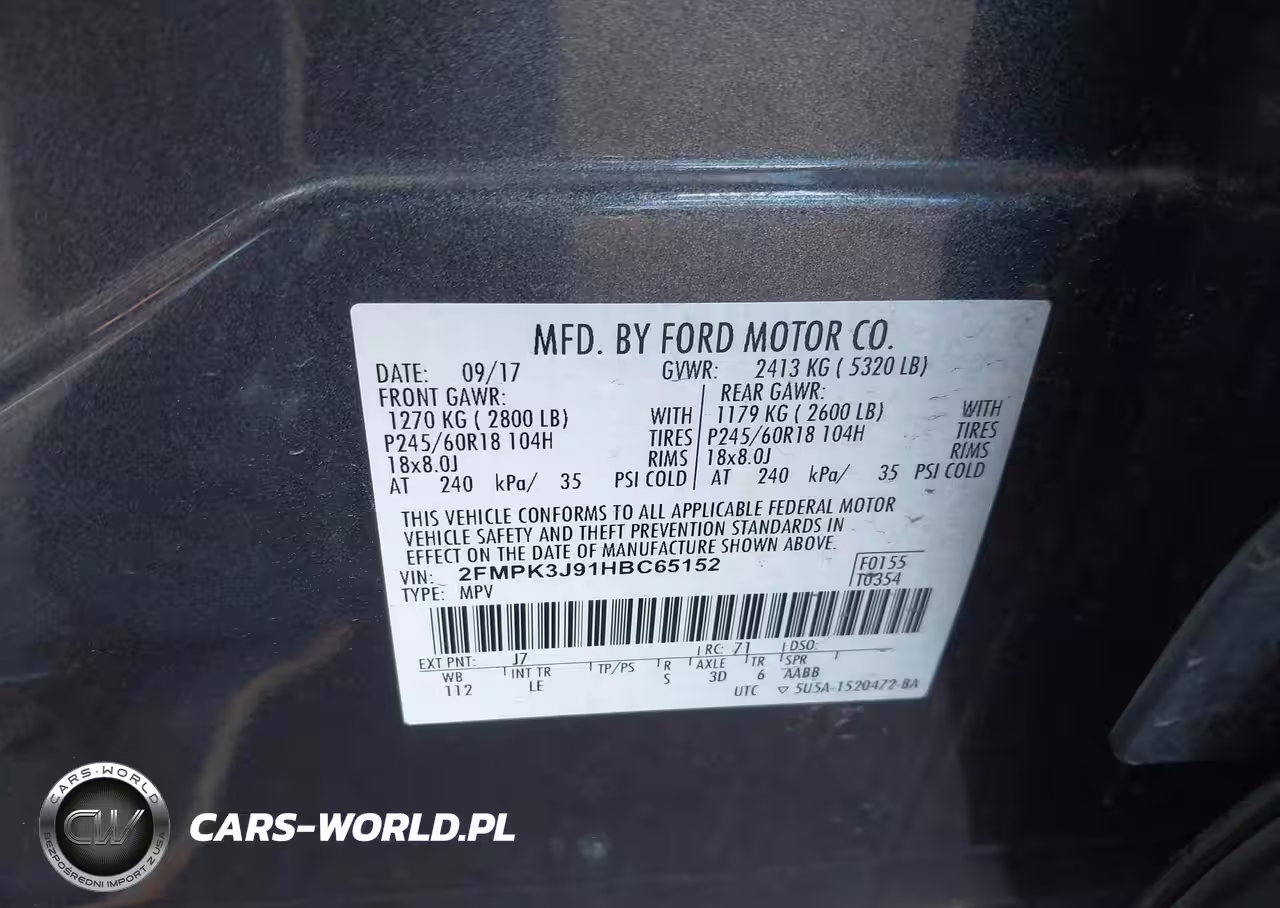 MFD. BY FORD MOTOR CO.
DATE: 09/17 GVWR: 2413 KG ( 5320 LB)
FRONT GAWR: REAR GAWR:
1270 KG ( 2800 LB) WITH 1179 KG ( 2600 LB) WITH
P245/60R18 104H TIRES P245/60R18 104H TIRES
18x8.0J RIMS 18x8.0J RIMS
AT 240 kPa/ 35 PSI COLD AT 240 kPa/ 35 PSI COLD
THIS VEHICLE CONFORMS TO ALL APPLICABLE FEDERAL MOTOR
VEHICLE SAFETY AND THEFT PREVENTION STANDARDS IN
EFFECT ON THE DATE OF MANUFACTURE SHOWN ABOVE.
VIN: 2FMPK3J91HBC65152 F0155
TYPE: MPV T0354
EXT PNT: J7 RC: 71 DSO:
WB INT TR TP/PS R AXLE TR SPR
112 LE S 3D 6 AABB
UTC 5U5A-1520472-BA
CARS-WORLD
CW
BEZPOŚREDNI IMPORT Z USA
CARS-WORLD.PL